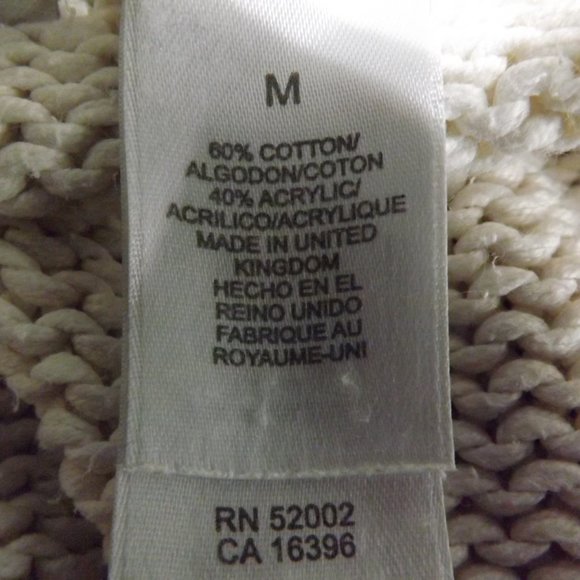 M
60% COTTON/
ALGODON/COTON
40% ACRYLIC/
ACRILICO/ACRYLIQUE
MADE IN UNITED
KINGDOM
HECHO EN EL
REINO UNIDO
FABRIQUE AU
ROYAUME-UNI
RN 52002
CA 16396